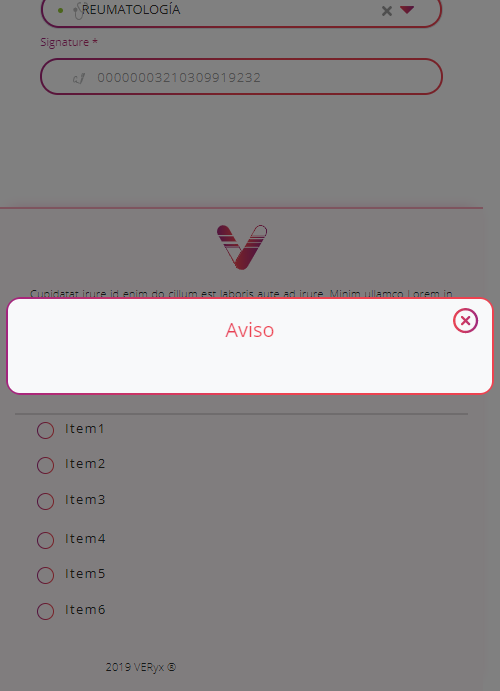 REUMATOLOGÍA
Signature *
00000003210309919232
Cupidatat irure id enim do cillum est laboris aute ad irure. Minim ullamco Lorem in
Aviso
Item1
Item2
Item3
Item4
Item5
Item6
2019 VERyx ®